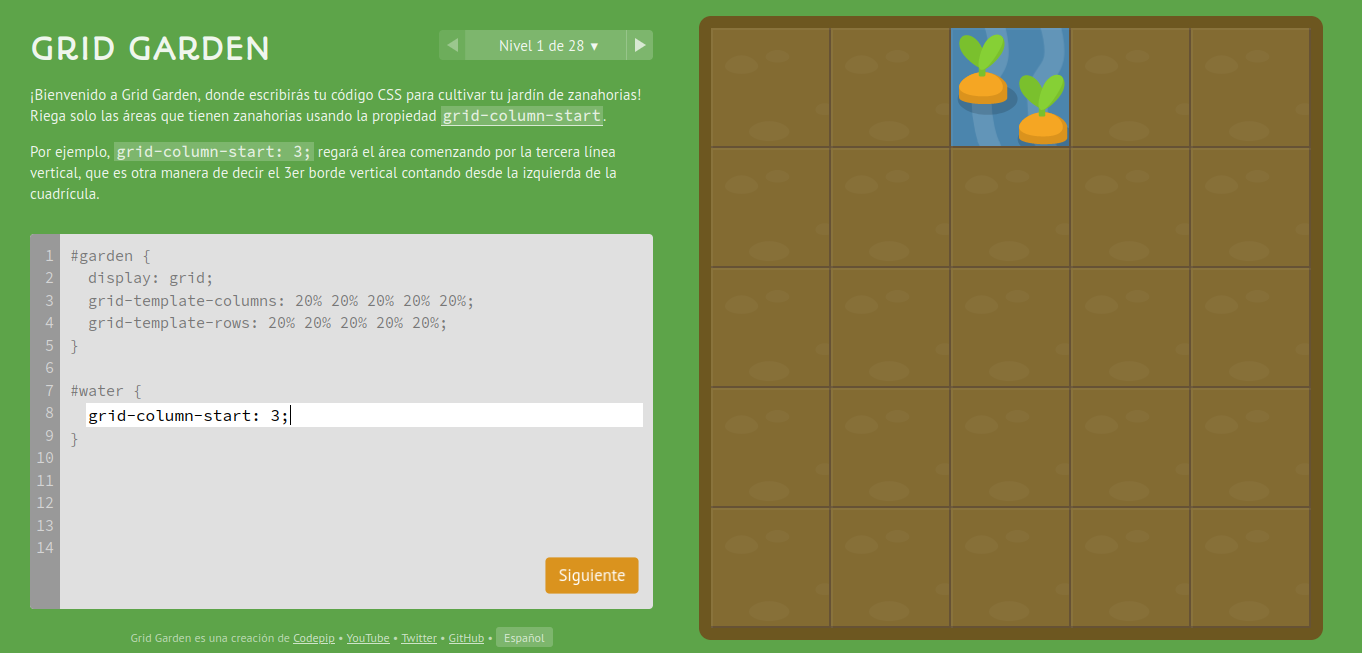 GRID GARDEN
◀ Nivel 1 de 28 ▾ ▶
¡Bienvenido a Grid Garden, donde escribirás tu código CSS para cultivar tu jardín de zanahorias!
Riega solo las áreas que tienen zanahorias usando la propiedad grid-column-start.
Por ejemplo, grid-column-start: 3; regará el área comenzando por la tercera línea
vertical, que es otra manera de decir el 3er borde vertical contando desde la izquierda de la
cuadrícula.
1 #garden {
2 display: grid;
3 grid-template-columns: 20% 20% 20% 20% 20%;
4 grid-template-rows: 20% 20% 20% 20% 20%;
5 }
6
7 #water {
8 grid-column-start: 3;
9 }
10
11
12
13
14
Siguiente
Grid Garden es una creación de Codepip • YouTube • Twitter • GitHub • Español